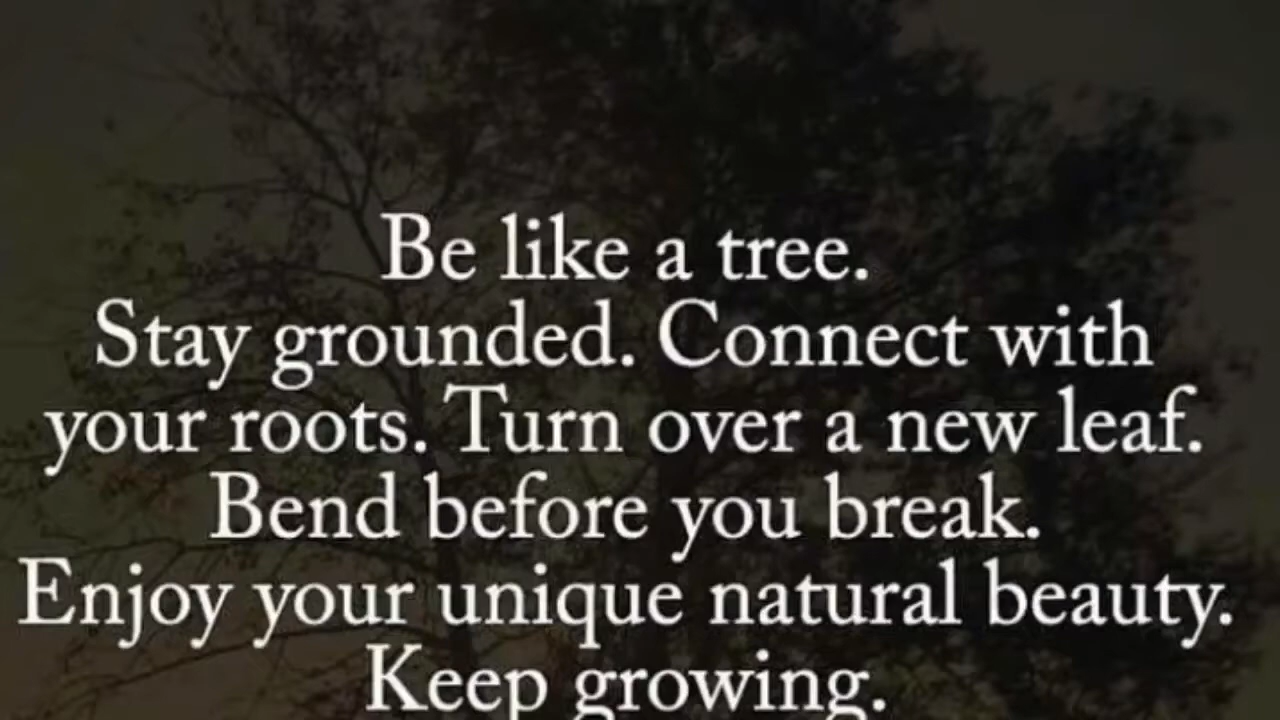 Be like a tree.
Stay grounded. Connect with
your roots. Turn over a new leaf.
Bend before you break.
Enjoy your unique natural beauty.
Keep growing.